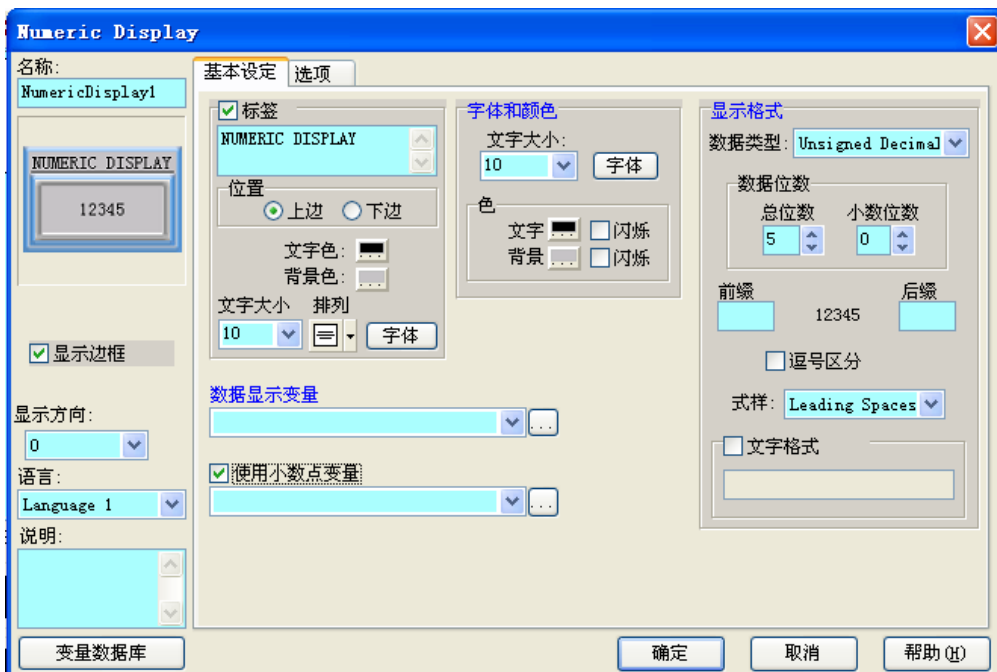 Numeric Display
名称:
NumericDisplay1
NUMERIC DISPLAY
12345
显示边框
显示方向:
0
语言:
Language 1
说明:
变量数据库
基本设定 选项
标签
NUMERIC DISPLAY
位置
上边 下边
文字色: ...
背景色: ...
文字大小 排列
10 字体
字体和颜色
文字大小:
10 字体
色
文字 ... 闪烁
背景 ... 闪烁
数据显示变量
...
使用小数点变量
...
显示格式
数据类型: Unsigned Decimal
数据位数
总位数 小数位数
5 0
前缀 后缀
12345
逗号区分
式样: Leading Spaces
文字格式
确定 取消 帮助(H)